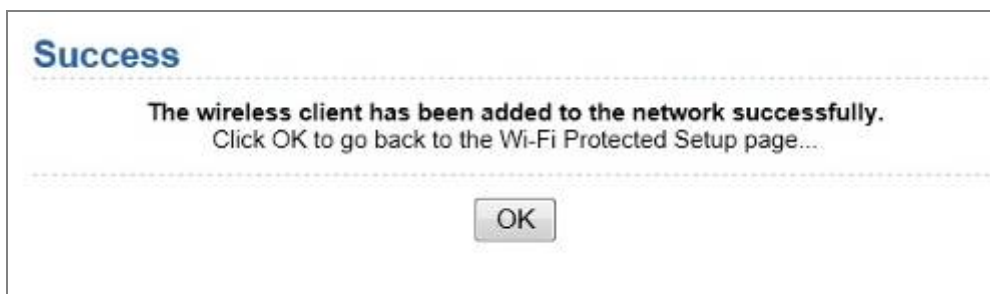 Success
The wireless client has been added to the network successfully.
Click OK to go back to the Wi-Fi Protected Setup page...
OK